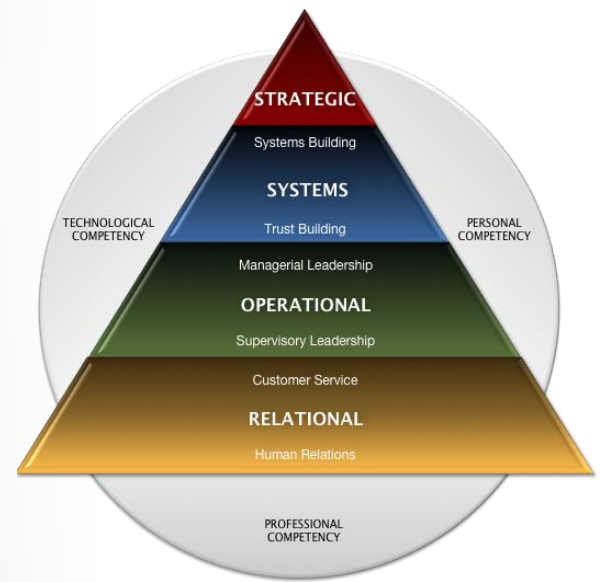 STRATEGIC
Systems Building
SYSTEMS
TECHNOLOGICAL
COMPETENCY
PERSONAL
COMPETENCY
Trust Building
Managerial Leadership
OPERATIONAL
Supervisory Leadership
Customer Service
RELATIONAL
Human Relations
PROFESSIONAL
COMPETENCY